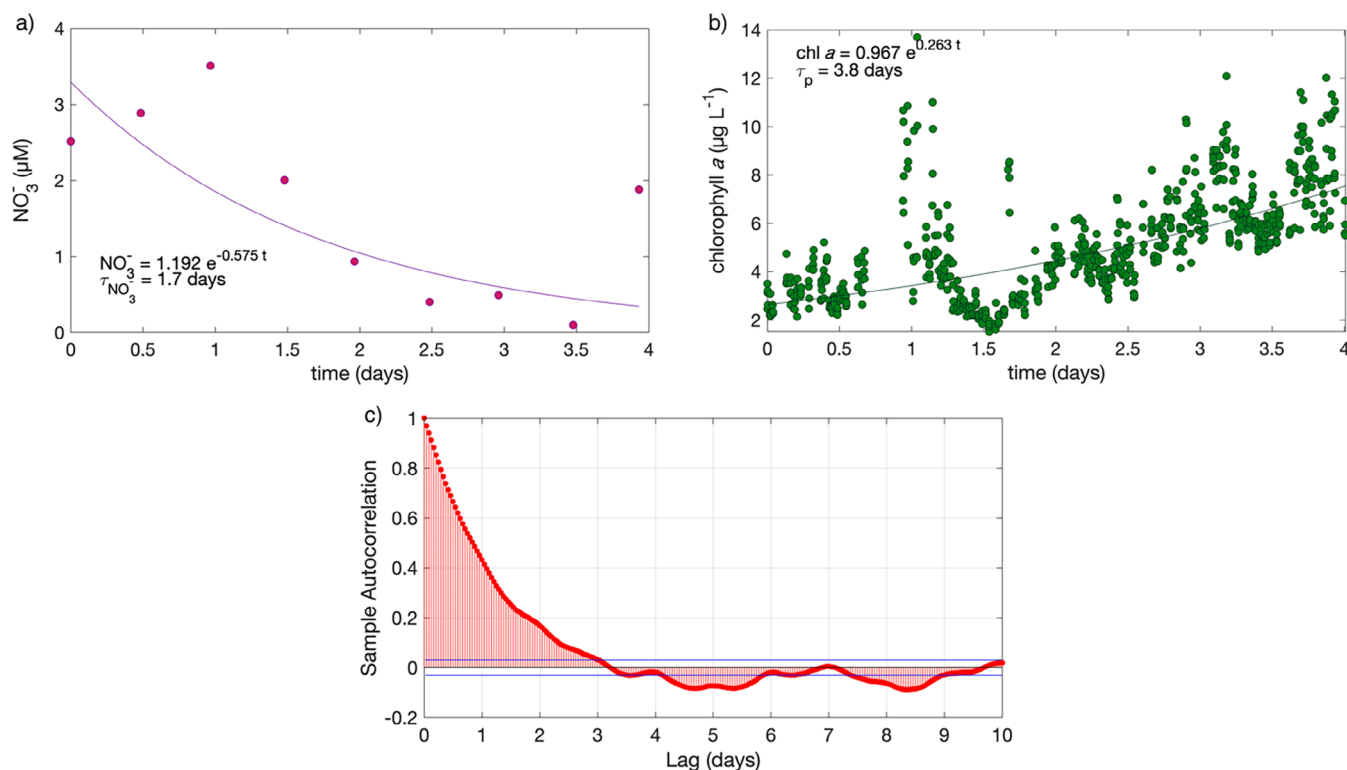 a)
4
3
2
1
0
NO₃⁻ (µM)
NO₃⁻ = 1.192 e^-0.575 t
τ_NO₃⁻ = 1.7 days
0 0.5 1 1.5 2 2.5 3 3.5 4
time (days)
b)
14
12
10
8
6
4
2
chlorophyll a (µg L⁻¹)
chl a = 0.967 e^0.263 t
τ_p = 3.8 days
0 0.5 1 1.5 2 2.5 3 3.5 4
time (days)
c)
1
0.8
0.6
0.4
0.2
0
-0.2
Sample Autocorrelation
0 1 2 3 4 5 6 7 8 9 10
Lag (days)